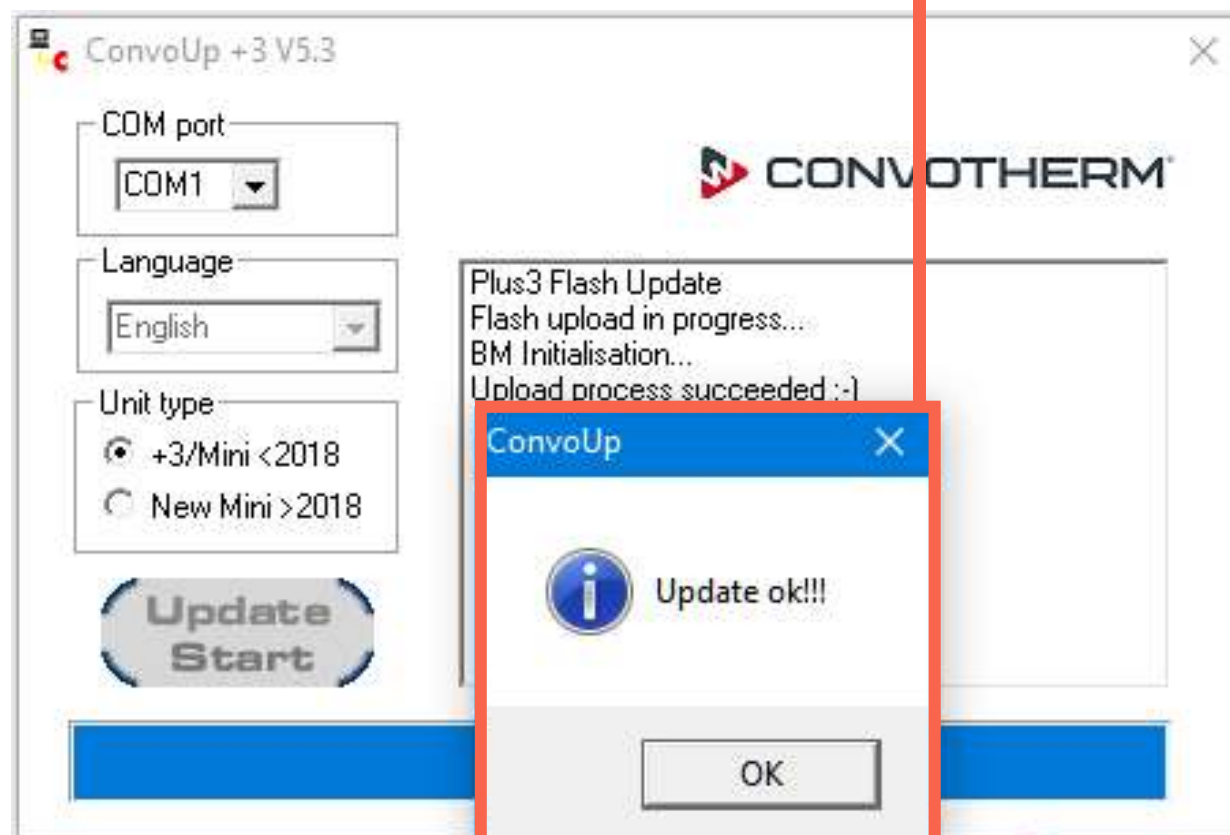 ConvoUp +3 V5.3
COM port
COM1
CONVOTHERM
Language
English
Plus3 Flash Update
Flash upload in progress...
BM Initialisation...
Upload process succeeded :-)
Unit type
+3/Mini <2018
New Mini >2018
Update
Start
ConvoUp
Update ok!!!
OK